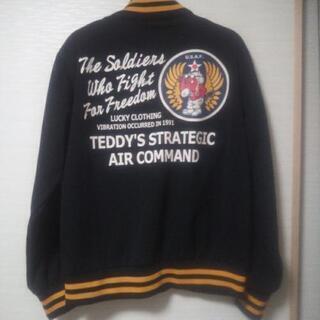 The Soldiers
Who Fight
For Freedom
U.S.A.F.
LUCKY CLOTHING
VIBRATION OCCURRED IN 1991
TEDDY'S STRATEGIC
AIR COMMAND